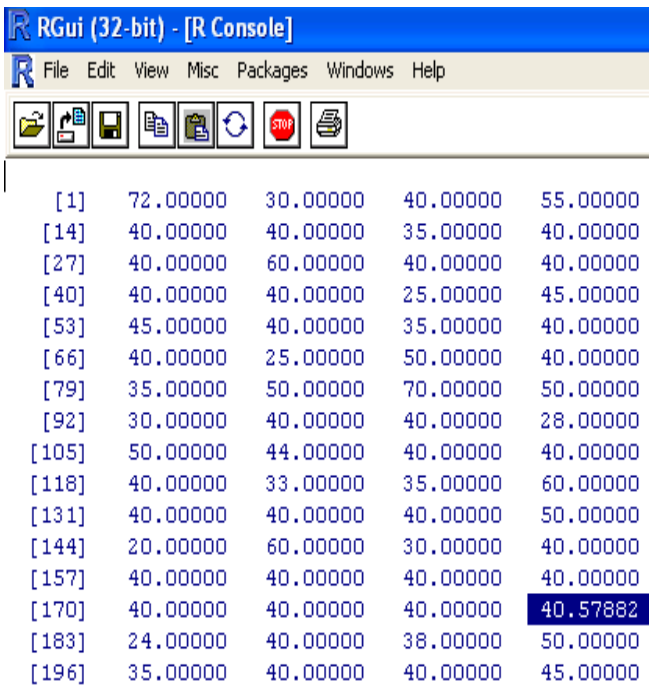 RGui (32-bit) - [R Console]
File Edit View Misc Packages Windows Help
STOP
[1] 72.00000 30.00000 40.00000 55.00000
[14] 40.00000 40.00000 35.00000 40.00000
[27] 40.00000 60.00000 40.00000 40.00000
[40] 40.00000 40.00000 25.00000 45.00000
[53] 45.00000 40.00000 35.00000 40.00000
[66] 40.00000 25.00000 50.00000 40.00000
[79] 35.00000 50.00000 70.00000 50.00000
[92] 30.00000 40.00000 40.00000 28.00000
[105] 50.00000 44.00000 40.00000 40.00000
[118] 40.00000 33.00000 35.00000 60.00000
[131] 40.00000 40.00000 40.00000 50.00000
[144] 20.00000 60.00000 30.00000 40.00000
[157] 40.00000 40.00000 40.00000 40.00000
[170] 40.00000 40.00000 40.00000 40.57882
[183] 24.00000 40.00000 38.00000 50.00000
[196] 35.00000 40.00000 40.00000 45.00000